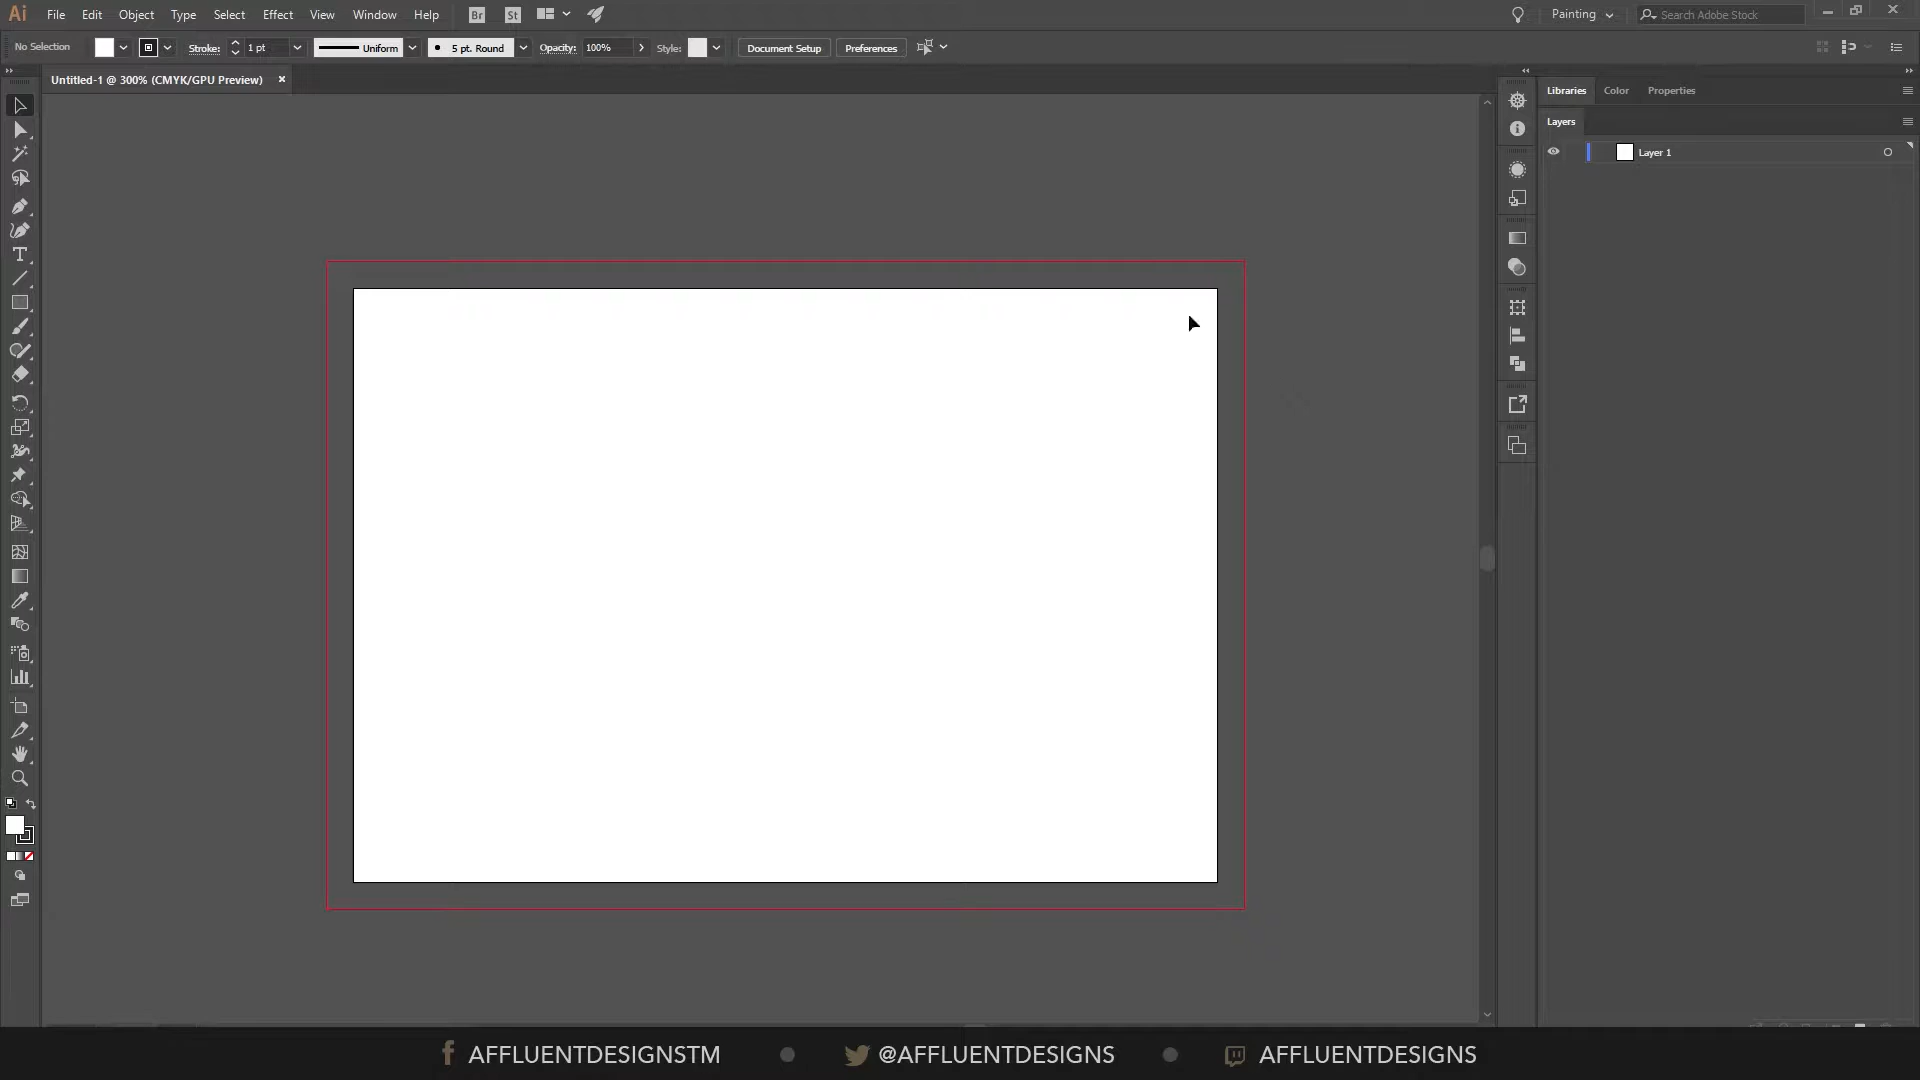 Ai File Edit Object Type Select Effect View Window Help Br St Painting Search Adobe Stock
No Selection Stroke: 1 pt Uniform 5 pt. Round Opacity: 100% Style: Document Setup Preferences
Untitled-1 @ 300% (CMYK/GPU Preview)
Libraries Color Properties
Layers
Layer 1
AFFLUENTDESIGNSTM @AFFLUENTDESIGNS AFFLUENTDESIGNS